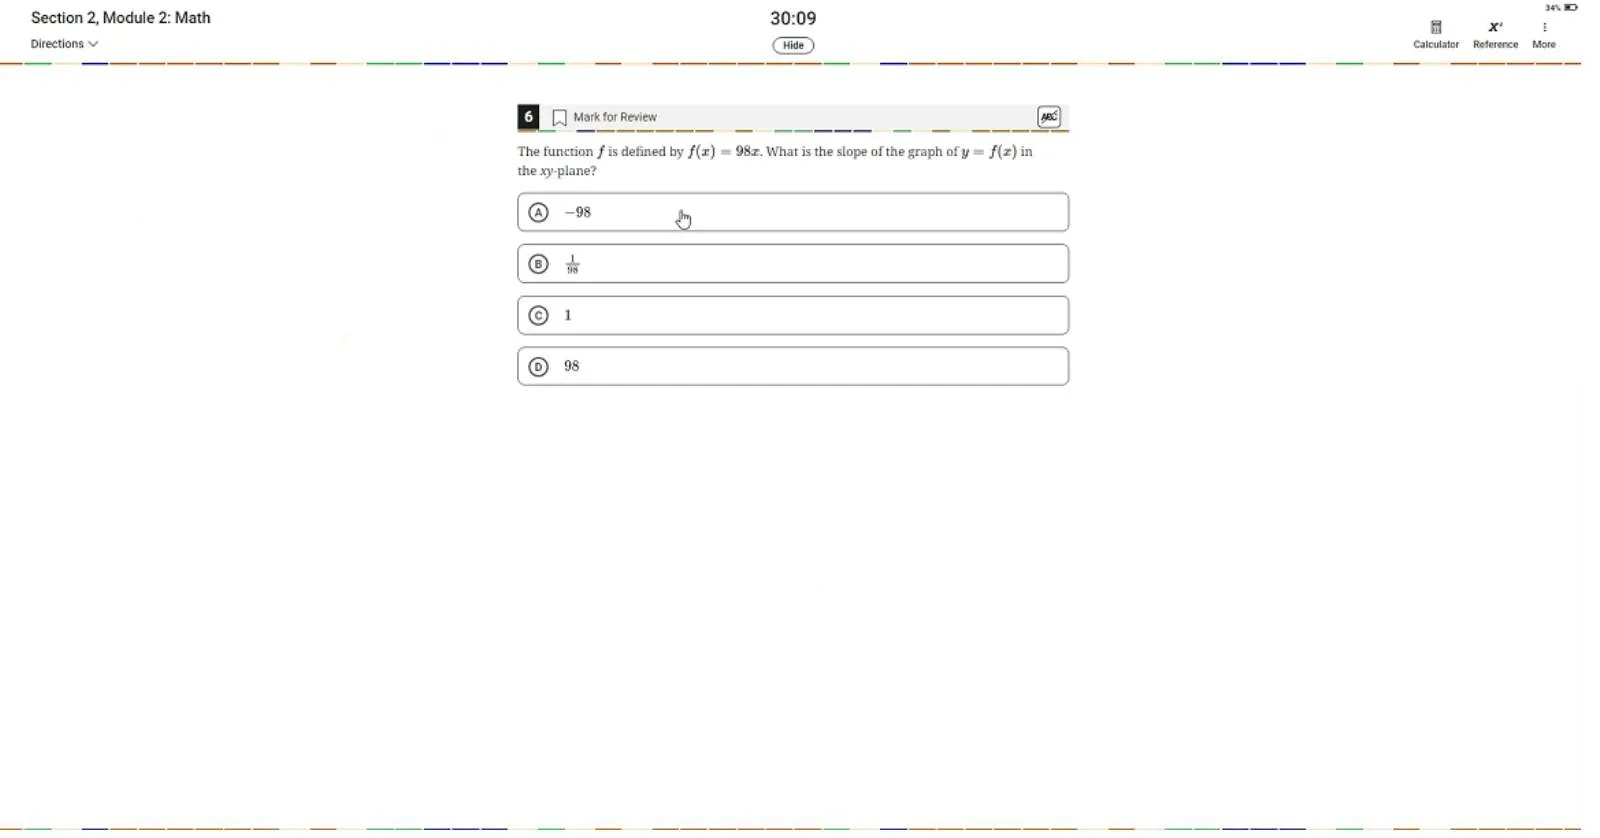 Section 2, Module 2: Math
Directions
30:09
Hide
34%
Calculator
Reference
More
6
Mark for Review
ABC
The function f is defined by f(x) = 98x. What is the slope of the graph of y = f(x) in
the xy-plane?
A −98
B 1/98
C 1
D 98